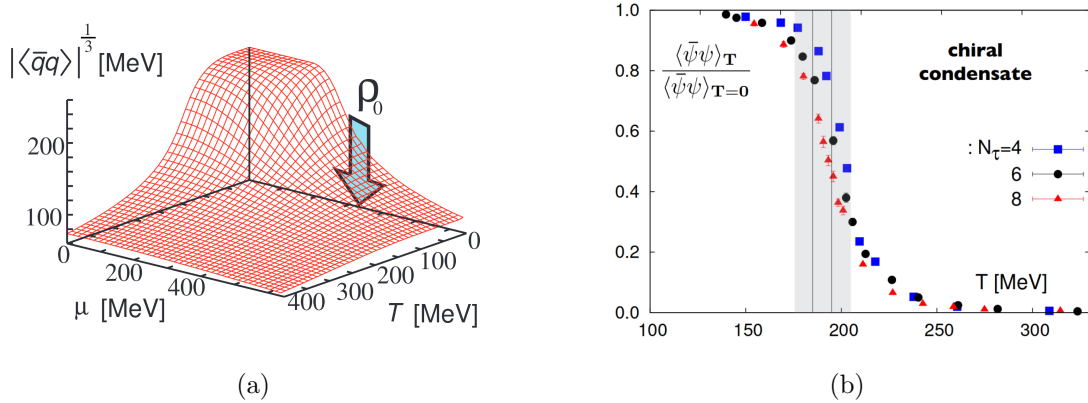 |⟨q̄q⟩|^{1/3} [MeV]
200
100
ρ₀
0
200
400
μ [MeV]
400
300
200
100
0
T [MeV]
(a)
1.0
0.8
0.6
0.4
0.2
0.0
⟨ψ̄ψ⟩_T
⟨ψ̄ψ⟩_{T=0}
chiral
condensate
: N_τ=4
6
8
T [MeV]
100
150
200
250
300
(b)